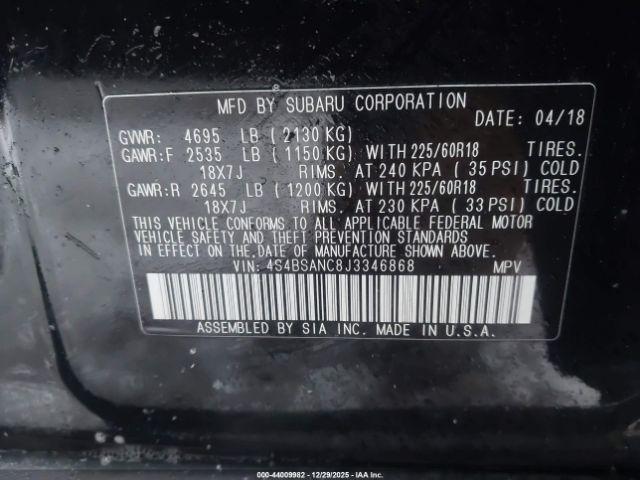 MFD BY SUBARU CORPORATION
DATE: 04/18
GVWR: 4695 LB ( 2130 KG)
GAWR:F 2535 LB ( 1150 KG) WITH 225/60R18 TIRES.
18X7J RIMS. AT 240 KPA ( 35 PSI) COLD
GAWR:R 2645 LB ( 1200 KG) WITH 225/60R18 TIRES.
18X7J RIMS. AT 230 KPA ( 33 PSI) COLD
THIS VEHICLE CONFORMS TO ALL APPLICABLE FEDERAL MOTOR
VEHICLE SAFETY AND THEFT PREVENTION STANDARDS
IN EFFECT ON THE DATE OF MANUFACTURE SHOWN ABOVE.
VIN: 4S4BSANC8J3346868 MPV
ASSEMBLED BY SIA INC. MADE IN U.S.A.
000-44009982 - 12/29/2025 - IAA Inc.